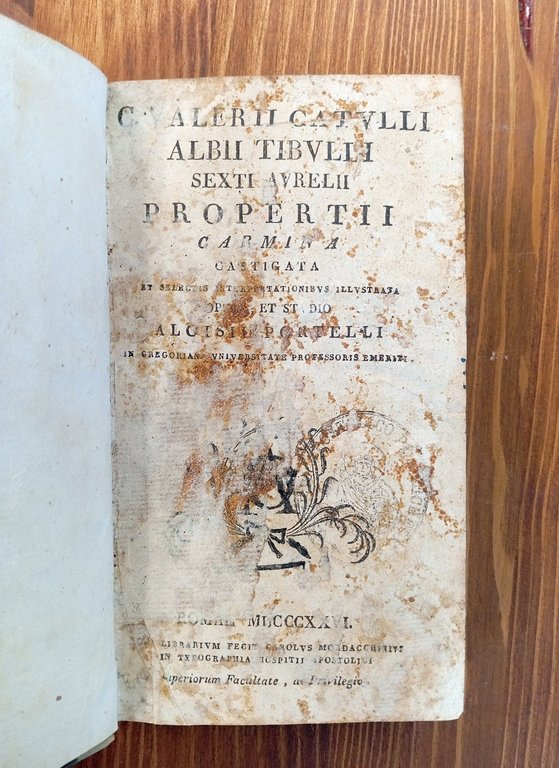 C. VALERII CATVLLI
ALBII TIBVLLI
SEXTI AVRELII
PROPERTII
CARMINA
CASTIGATA
ET SELECTIS INTERPRETATIONIBVS ILLVSTRATA
OPERA ET STVDIO
ALOISII PORTELLI
IN GREGORIANA VNIVERSITATE PROFESSORIS EMERITI.
ROMAE MDCCCXXVI.
LIBRARIVM FECIT CAROLVS MORDACCHINIVS
IN TYPOGRAPHIA HOSPITII APOSTOLICI
Superiorum Facultate, ac Privilegio.